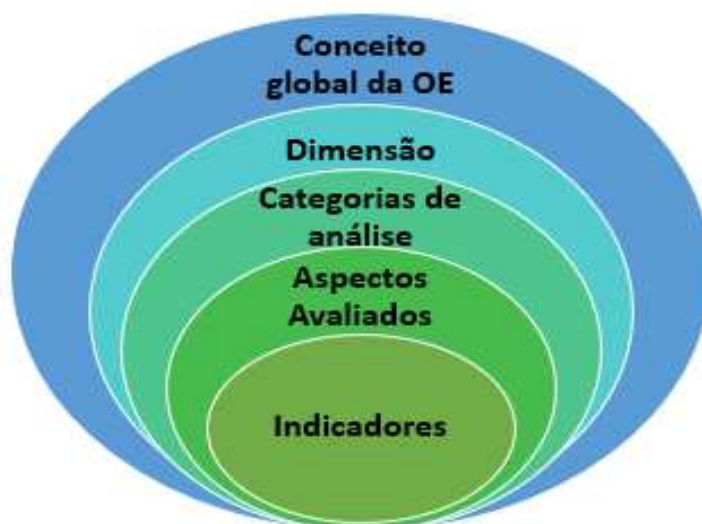 Conceito
global da OE
Dimensão
Categorias de
análise
Aspectos
Avaliados
Indicadores